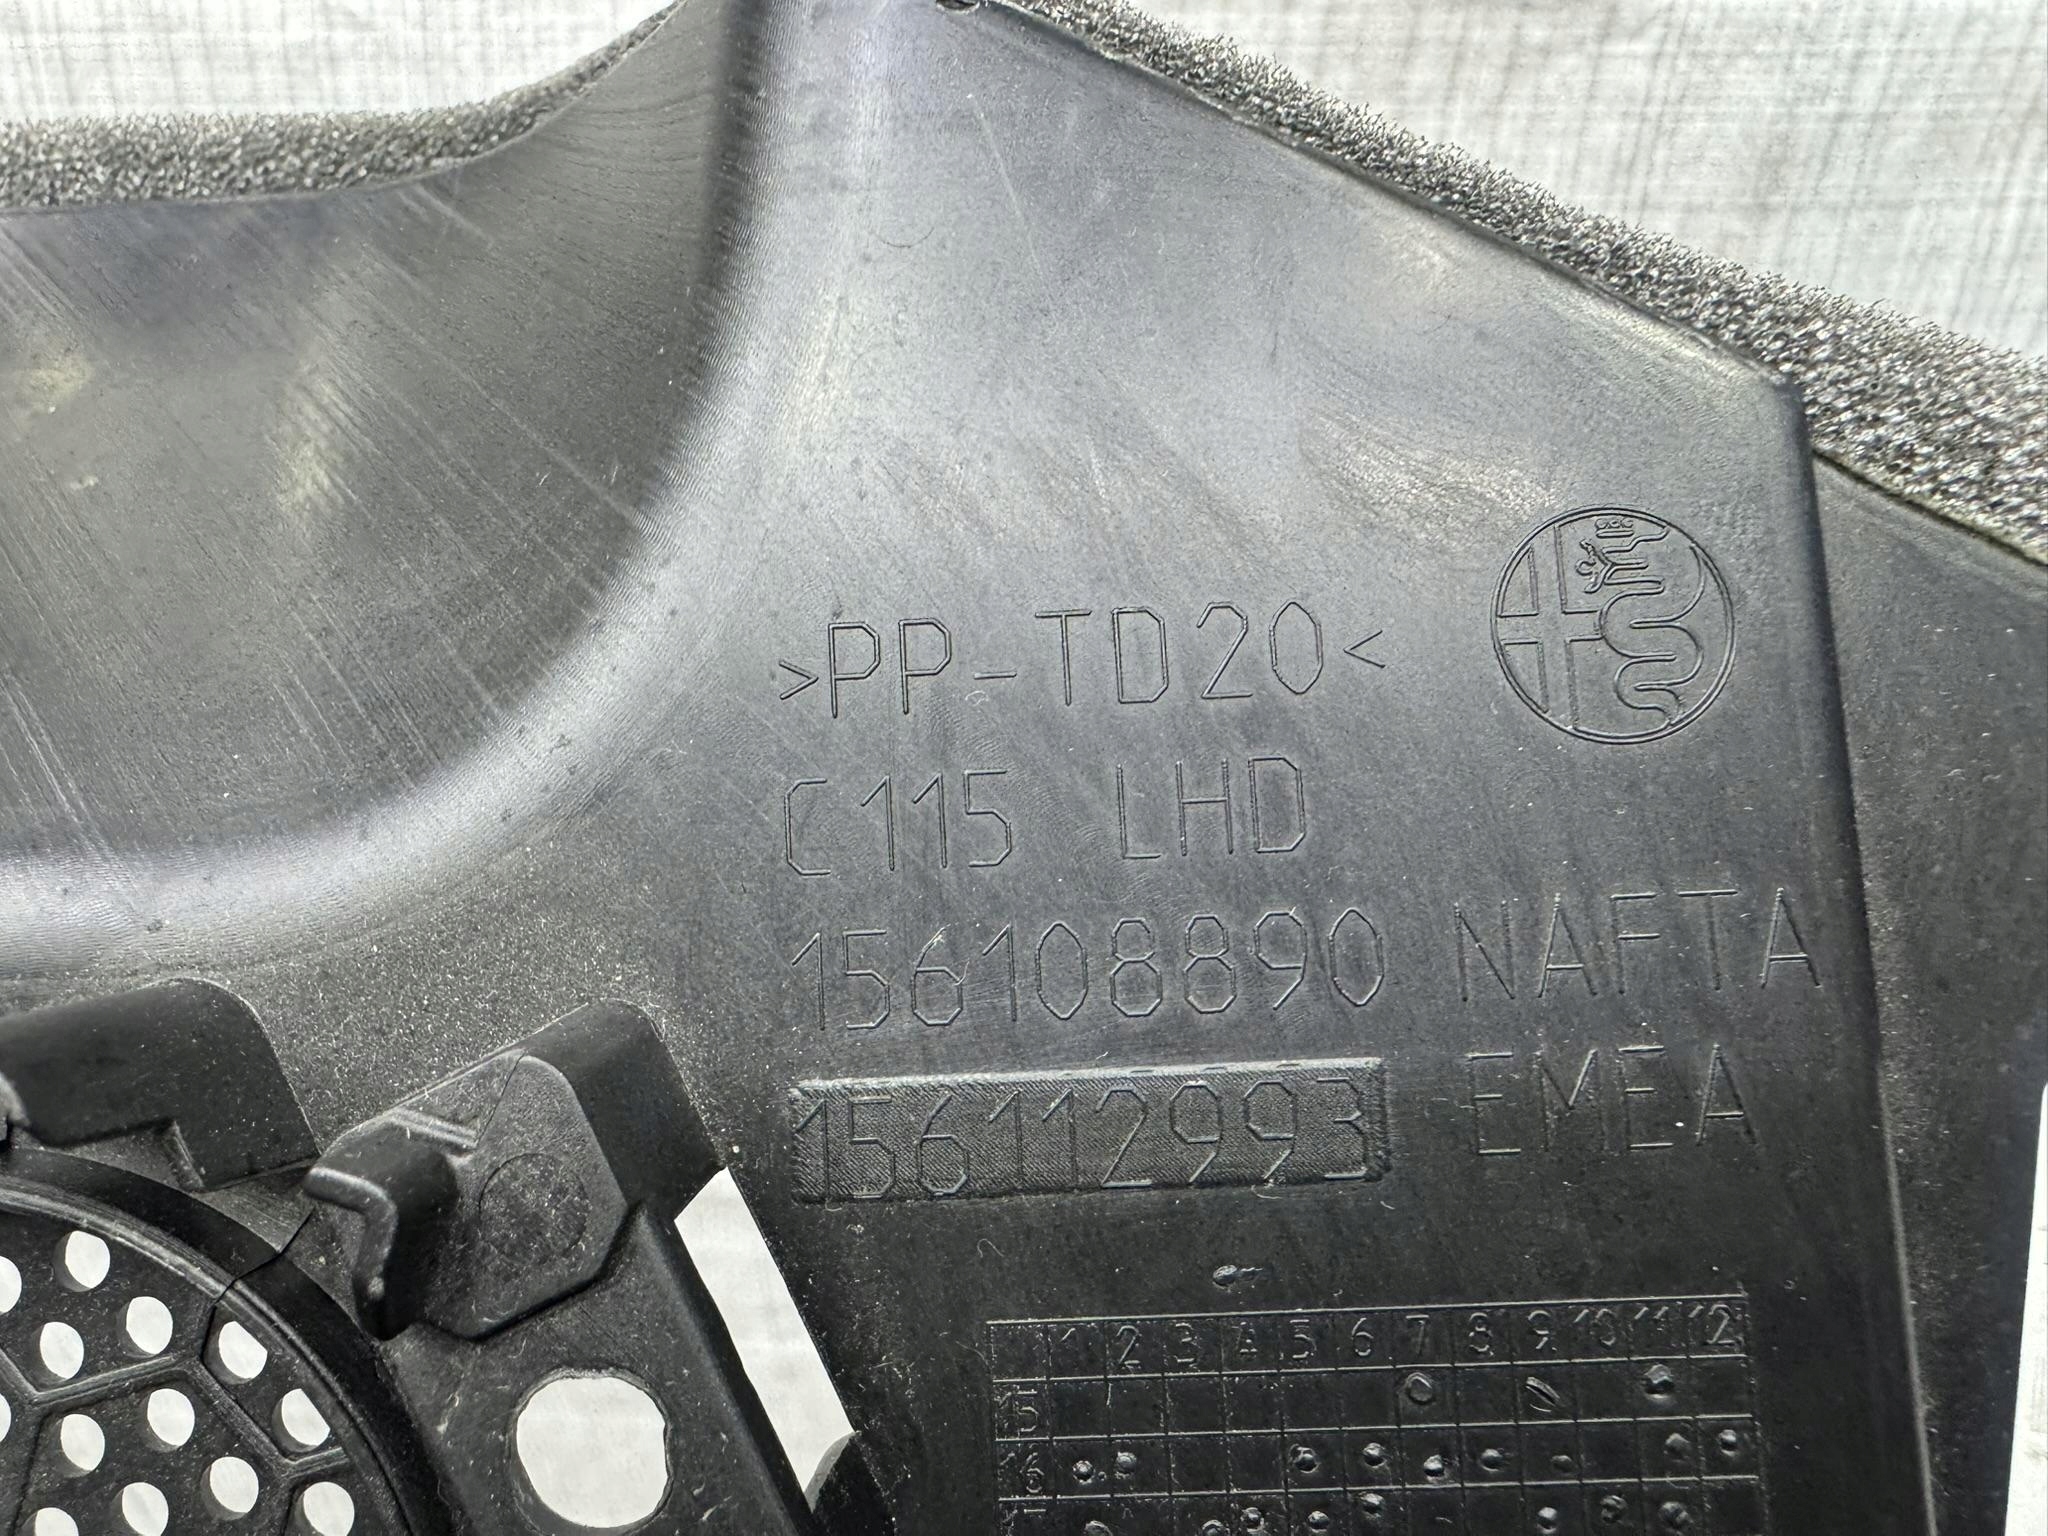 >PP-TD20<
C115 LHD
156108890 NAFTA
156112993 EMEA
1 2 3 4 5 6 7 8 9 10 11 12
15
16